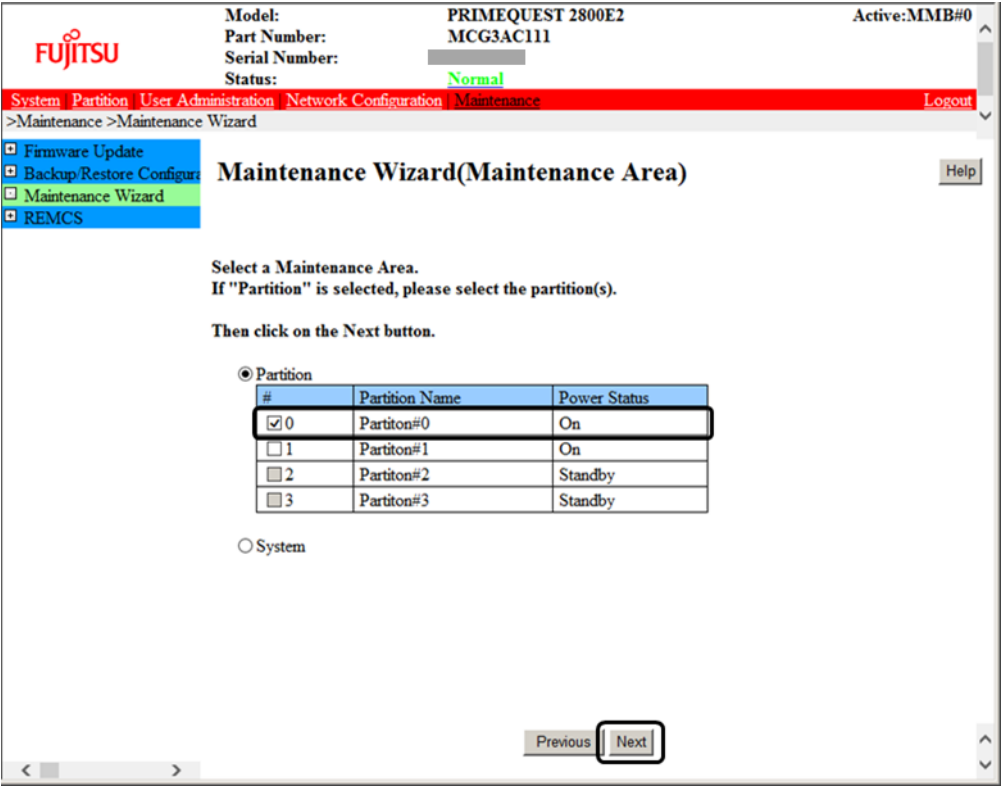 FUJITSU
Model: PRIMEQUEST 2800E2 Active:MMB#0
Part Number: MCG3AC111
Serial Number:
Status: Normal
System | Partition | User Administration | Network Configuration | Maintenance Logout
>Maintenance >Maintenance Wizard
Firmware Update
Backup/Restore Configura
Maintenance Wizard
REMCS
Maintenance Wizard(Maintenance Area)
Help
Select a Maintenance Area.
If "Partition" is selected, please select the partition(s).
Then click on the Next button.
Partition
# Partition Name Power Status
0 Partiton#0 On
1 Partiton#1 On
2 Partiton#2 Standby
3 Partiton#3 Standby
System
Previous Next